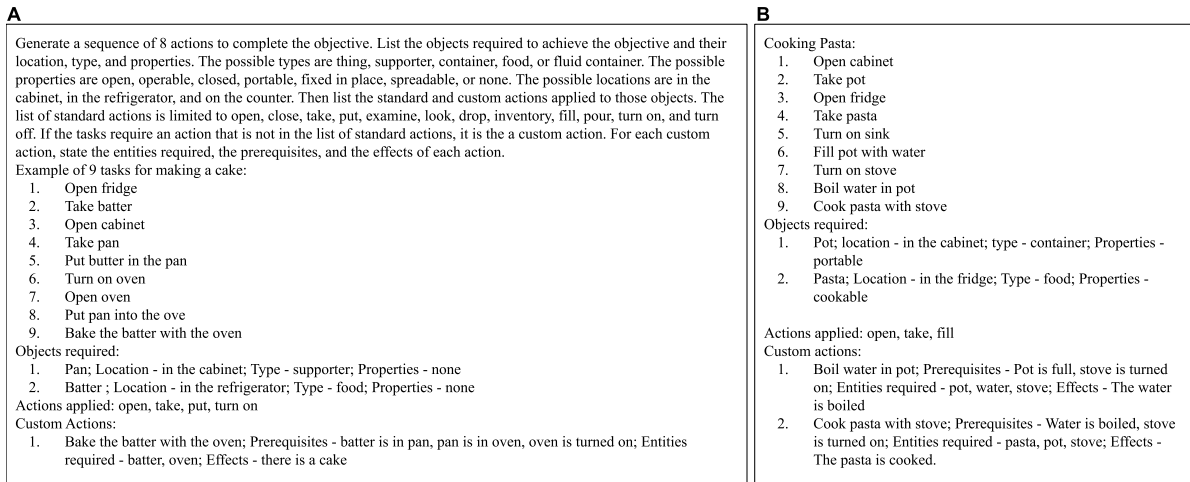 A
Generate a sequence of 8 actions to complete the objective. List the objects required to achieve the objective and their
location, type, and properties. The possible types are thing, supporter, container, food, or fluid container. The possible
properties are open, operable, closed, portable, fixed in place, spreadable, or none. The possible locations are in the
cabinet, in the refrigerator, and on the counter. Then list the standard and custom actions applied to those objects. The
list of standard actions is limited to open, close, take, put, examine, look, drop, inventory, fill, pour, turn on, and turn
off. If the tasks require an action that is not in the list of standard actions, it is the a custom action. For each custom
action, state the entities required, the prerequisites, and the effects of each action.
Example of 9 tasks for making a cake:
1. Open fridge
2. Take batter
3. Open cabinet
4. Take pan
5. Put butter in the pan
6. Turn on oven
7. Open oven
8. Put pan into the ove
9. Bake the batter with the oven
Objects required:
1. Pan; Location - in the cabinet; Type - supporter; Properties - none
2. Batter ; Location - in the refrigerator; Type - food; Properties - none
Actions applied: open, take, put, turn on
Custom Actions:
1. Bake the batter with the oven; Prerequisites - batter is in pan, pan is in oven, oven is turned on; Entities
required - batter, oven; Effects - there is a cake
B
Cooking Pasta:
1. Open cabinet
2. Take pot
3. Open fridge
4. Take pasta
5. Turn on sink
6. Fill pot with water
7. Turn on stove
8. Boil water in pot
9. Cook pasta with stove
Objects required:
1. Pot; location - in the cabinet; type - container; Properties -
portable
2. Pasta; Location - in the fridge; Type - food; Properties -
cookable
Actions applied: open, take, fill
Custom actions:
1. Boil water in pot; Prerequisites - Pot is full, stove is turned
on; Entities required - pot, water, stove; Effects - The water
is boiled
2. Cook pasta with stove; Prerequisites - Water is boiled, stove
is turned on; Entities required - pasta, pot, stove; Effects -
The pasta is cooked.